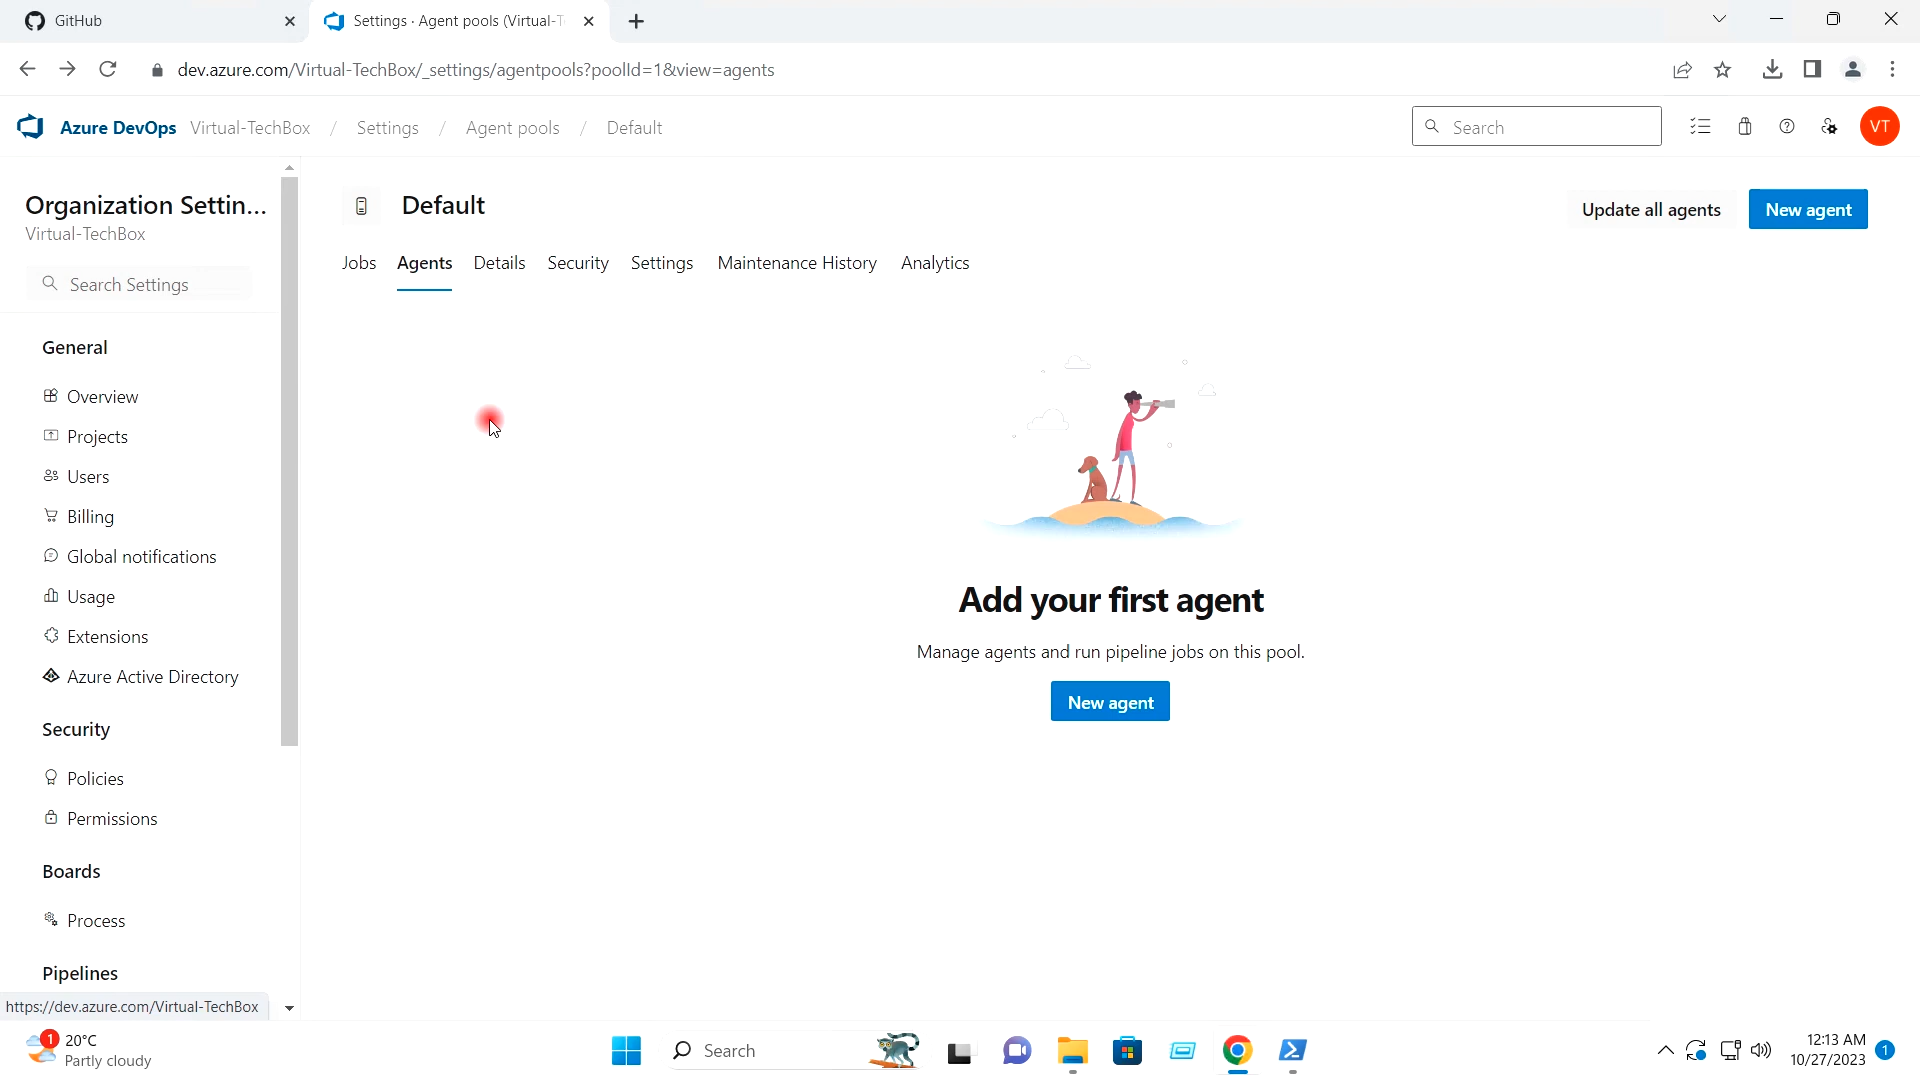 GitHub
Settings · Agent pools (Virtual-T
dev.azure.com/Virtual-TechBox/_settings/agentpools?poolId=1&view=agents
Azure DevOps Virtual-TechBox / Settings / Agent pools / Default
Search
VT
Organization Settin...
Virtual-TechBox
Search Settings
General
Overview
Projects
Users
Billing
Global notifications
Usage
Extensions
Azure Active Directory
Security
Policies
Permissions
Boards
Process
Pipelines
https://dev.azure.com/Virtual-TechBox
Default
Update all agents
New agent
Jobs Agents Details Security Settings Maintenance History Analytics
Add your first agent
Manage agents and run pipeline jobs on this pool.
New agent
1
20°C
Partly cloudy
Search
12:13 AM
10/27/2023
1